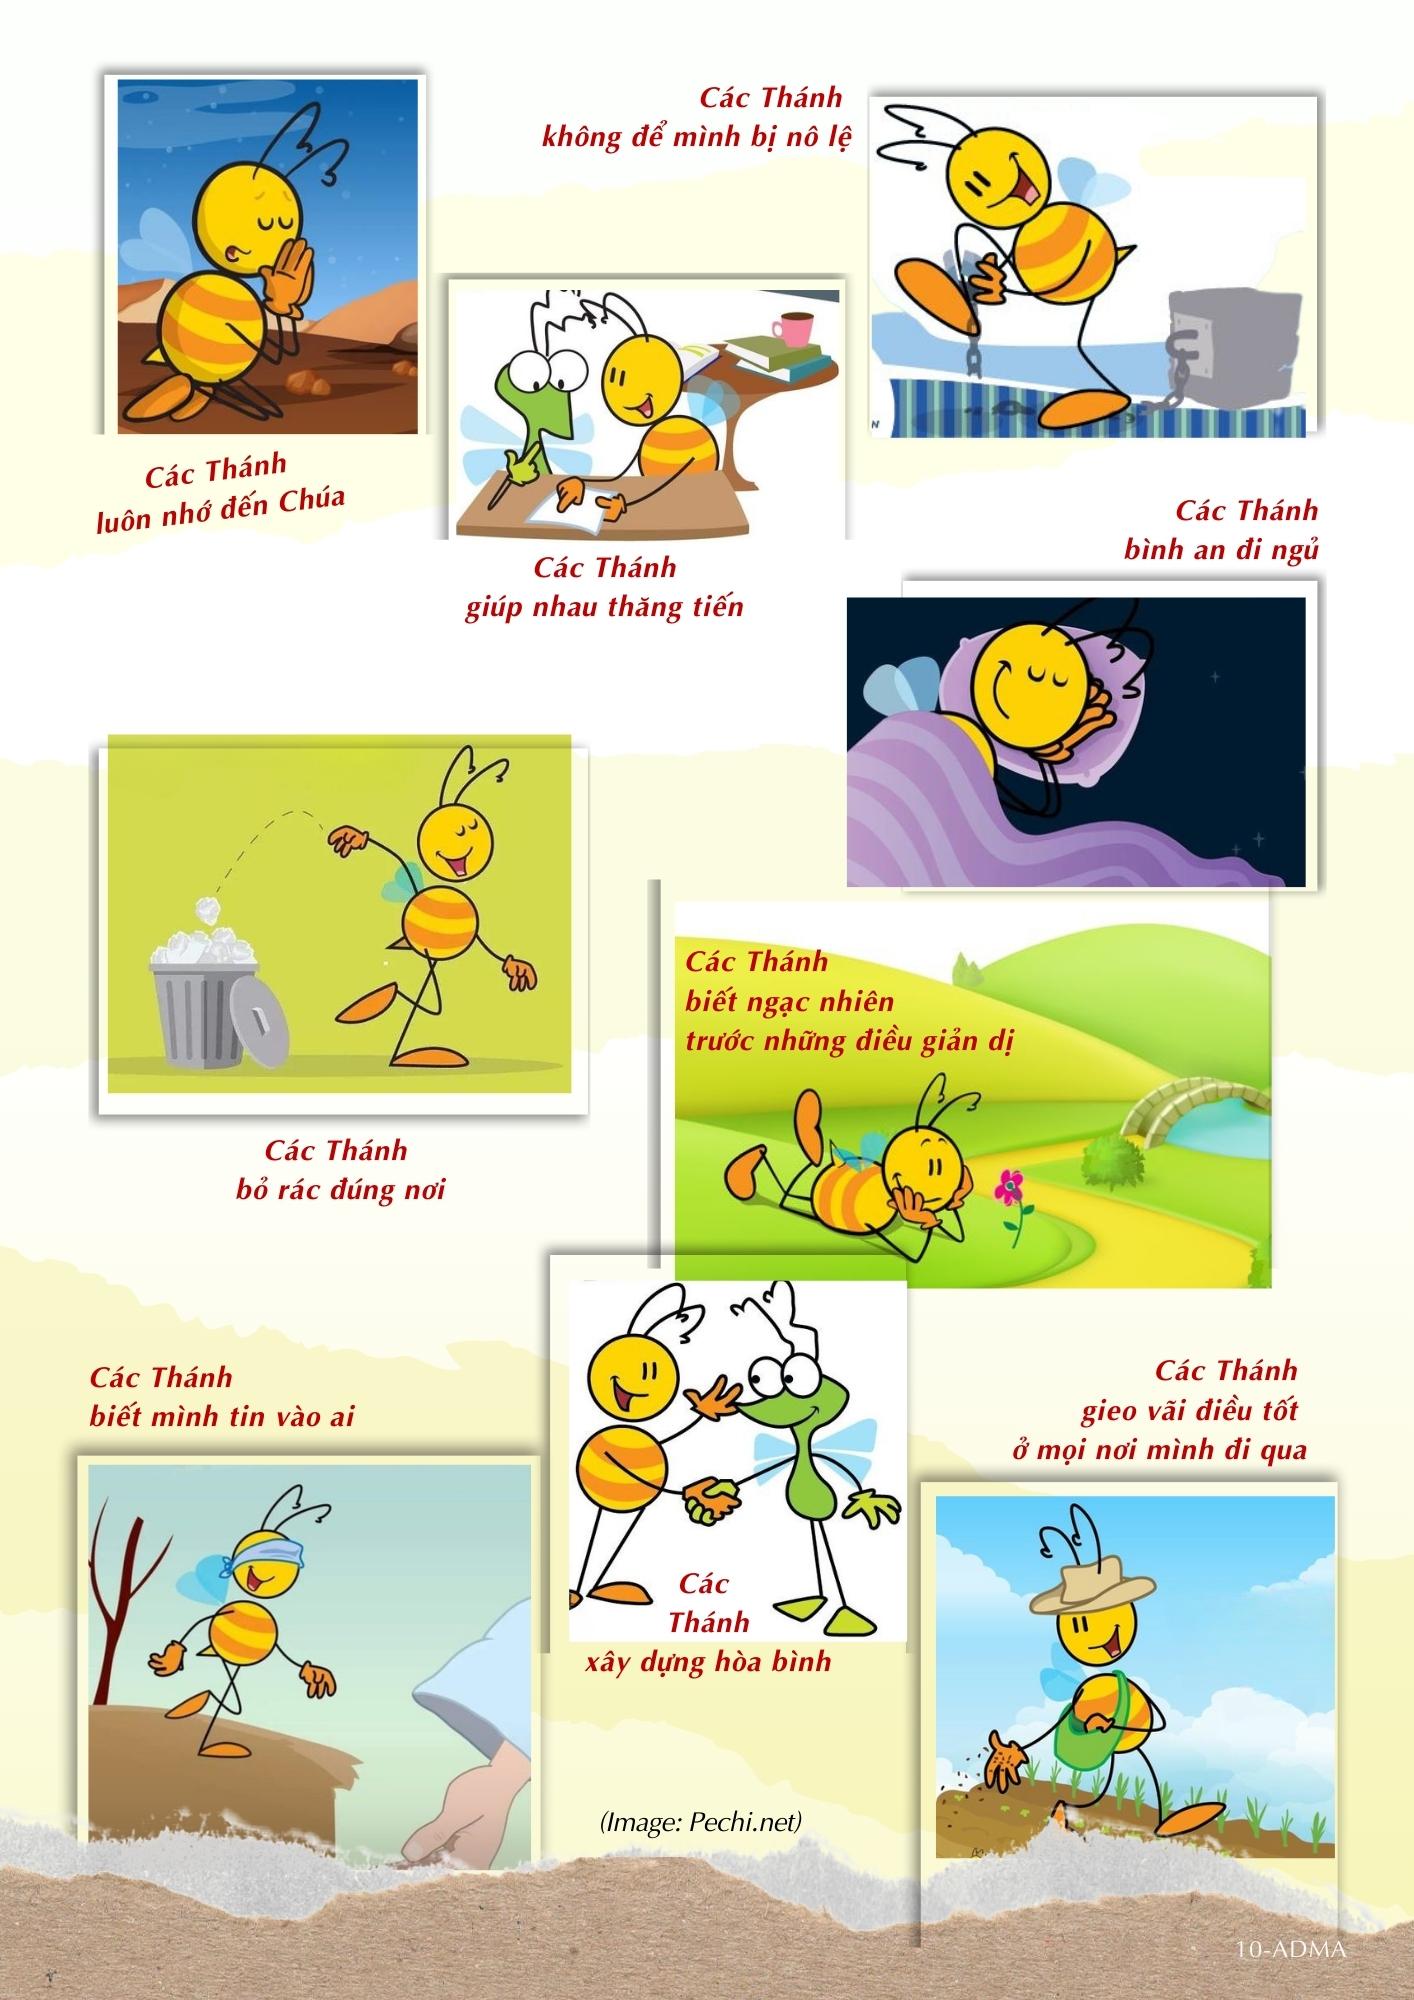 Các Thánh
không để mình bị nô lệ
Các Thánh
luôn nhớ đến Chúa
Các Thánh
giúp nhau thăng tiến
Các Thánh
bình an đi ngủ
Các Thánh
biết ngạc nhiên
trước những điều giản dị
Các Thánh
bỏ rác đúng nơi
Các Thánh
biết mình tin vào ai
Các
Thánh
xây dựng hòa bình
Các Thánh
gieo vãi điều tốt
ở mọi nơi mình đi qua
(Image: Pechi.net)
10-ADMA